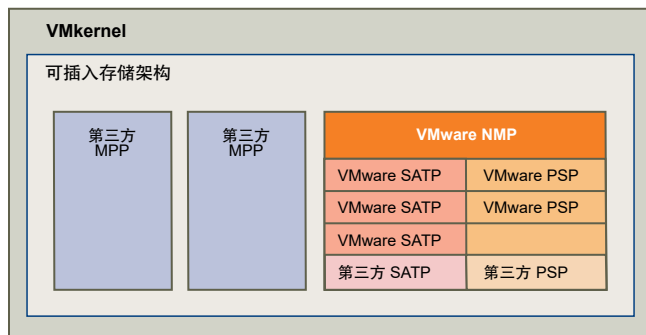 VMkernel
可插入存储架构
第三方
MPP
第三方
MPP
VMware NMP
VMware SATP
VMware PSP
VMware SATP
VMware PSP
VMware SATP
第三方 SATP
第三方 PSP